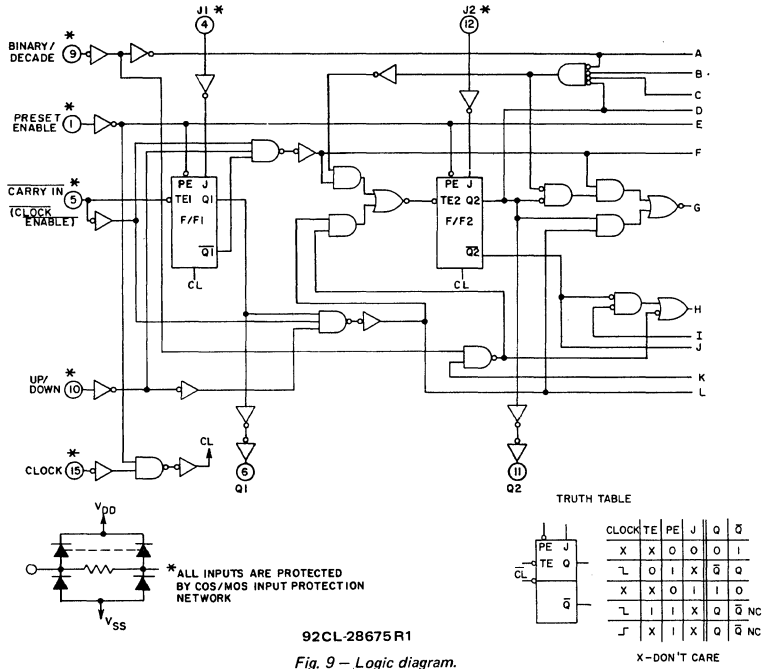 J1 *
4
J2 *
12
BINARY/
DECADE
*
9
A
B
C
D
PRESET
ENABLE
*
1
E
F
CARRY IN
*
5
(CLOCK
ENABLE)
PE J
TE1 Q1
F/F1
Q1
CL
PE J
TE2 Q2
F/F2
Q2
CL
G
H
I
J
K
L
UP/
DOWN
*
10
CLOCK
*
15
CL
6
Q1
11
Q2
VDD
VSS
* ALL INPUTS ARE PROTECTED
BY COS/MOS INPUT PROTECTION
NETWORK
TRUTH TABLE
PE J
TE Q
CL
Q̅
CLOCK TE PE J Q Q̅
X X 0 0 0 1
0 1 X Q̅ Q
X X 0 1 1 0
1 1 X Q Q̅ NC
X 1 X Q Q̅ NC
X-DON'T CARE
92CL-28675R1
Fig. 9 — Logic diagram.